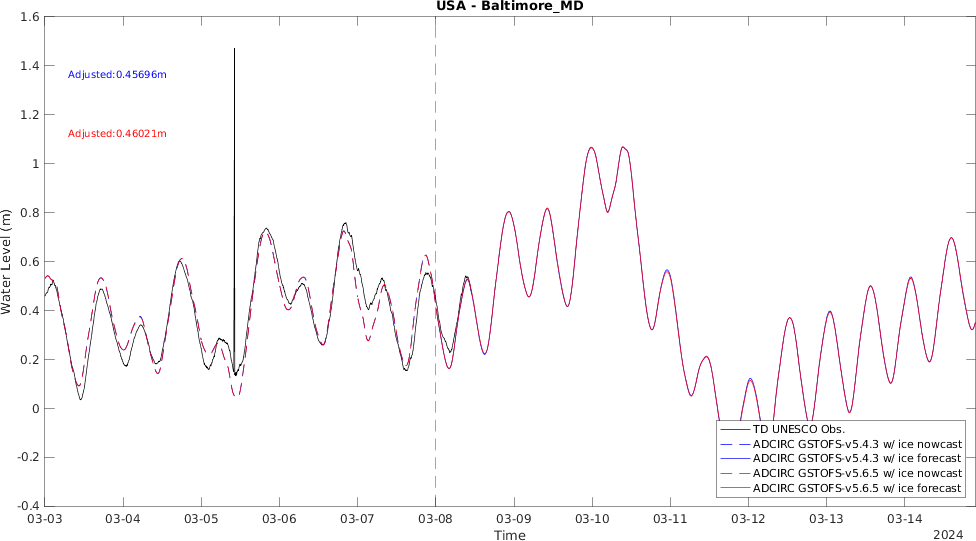 USA - Baltimore_MD
1.6
1.4
1.2
1
0.8
0.6
0.4
0.2
0
-0.2
-0.4
Water Level (m)
Adjusted:0.45696m
Adjusted:0.46021m
TD UNESCO Obs.
ADCIRC GSTOFS-v5.4.3 w/ ice nowcast
ADCIRC GSTOFS-v5.4.3 w/ ice forecast
ADCIRC GSTOFS-v5.6.5 w/ ice nowcast
ADCIRC GSTOFS-v5.6.5 w/ ice forecast
03-03 03-04 03-05 03-06 03-07 03-08 03-09 03-10 03-11 03-12 03-13 03-14
Time
2024